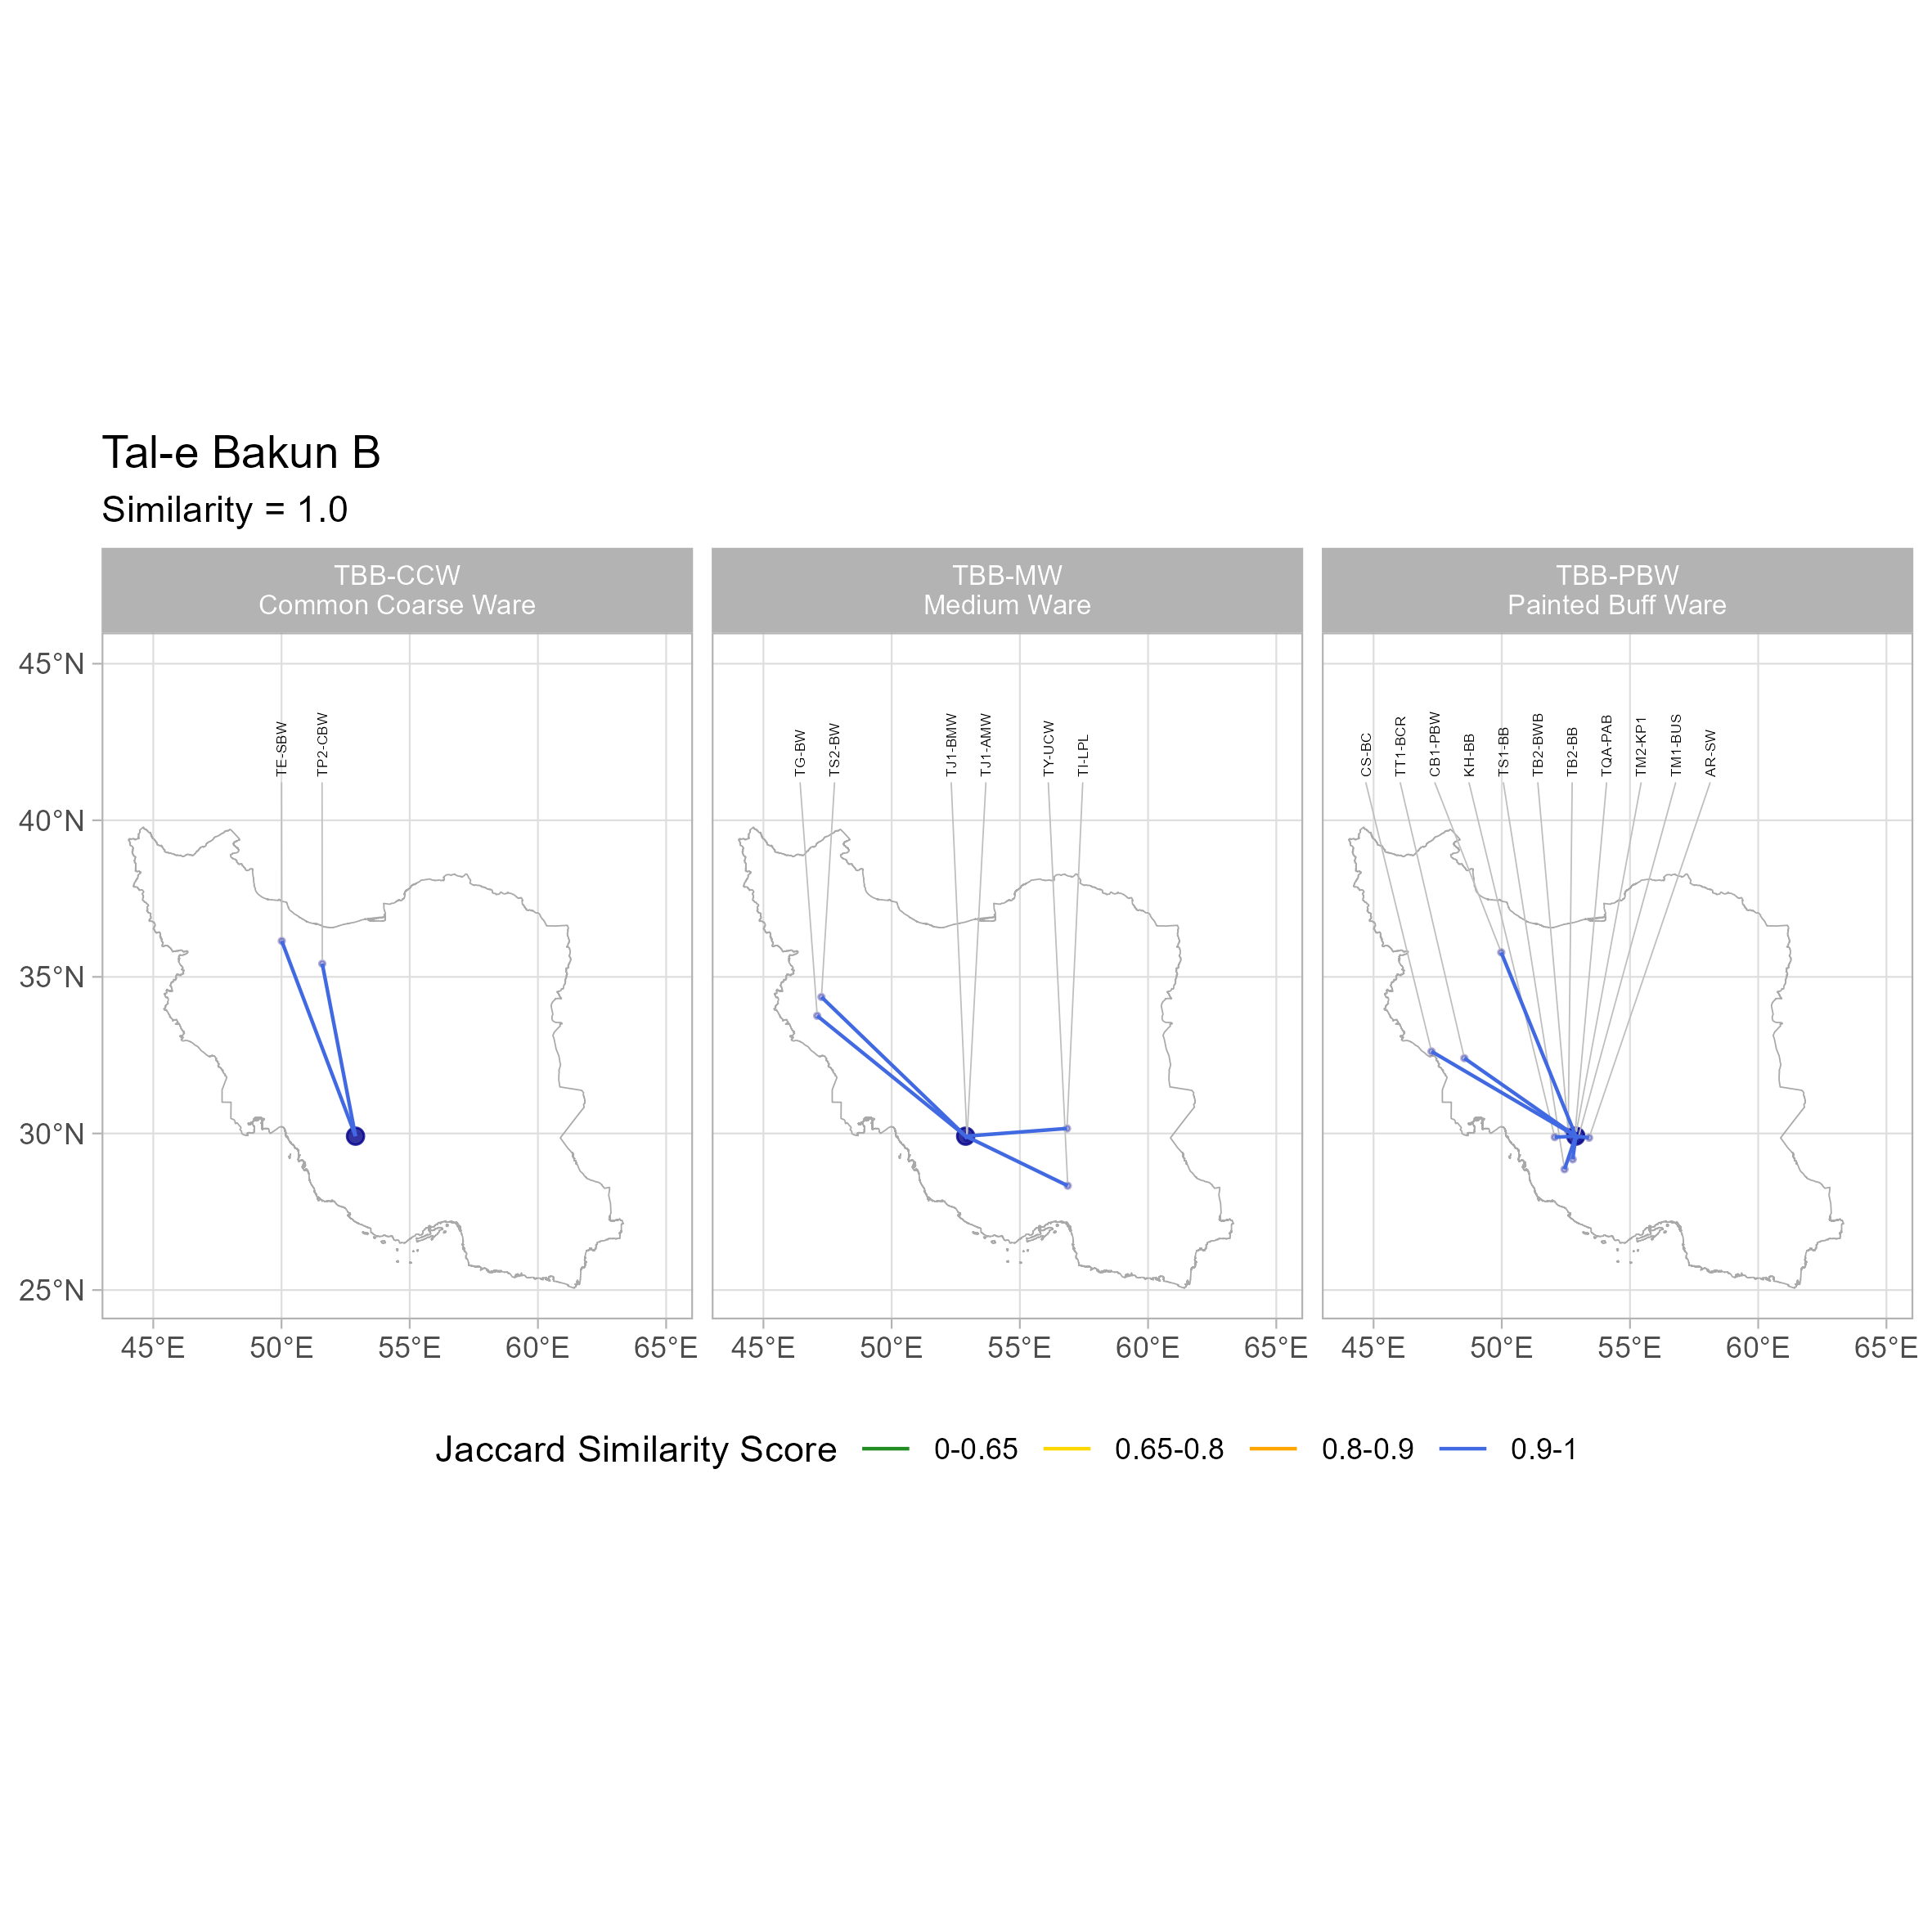 Tal-e Bakun B
Similarity = 1.0
TBB-CCW
Common Coarse Ware
TBB-MW
Medium Ware
TBB-PBW
Painted Buff Ware
45°N
40°N
35°N
30°N
25°N
TE-SBW
TP2-CBW
TG-BW
TS2-BW
TJ1-BMW
TJ1-AMW
TY-UCW
TI-LPL
CS-BC
TT1-BCR
CB1-PBW
KH-BB
TS1-BB
TB2-BWB
TB2-BB
TQA-PAB
TM2-KP1
TM1-BUS
AR-SW
45°E 50°E 55°E 60°E 65°E
45°E 50°E 55°E 60°E 65°E
45°E 50°E 55°E 60°E 65°E
Jaccard Similarity Score 0-0.65 0.65-0.8 0.8-0.9 0.9-1